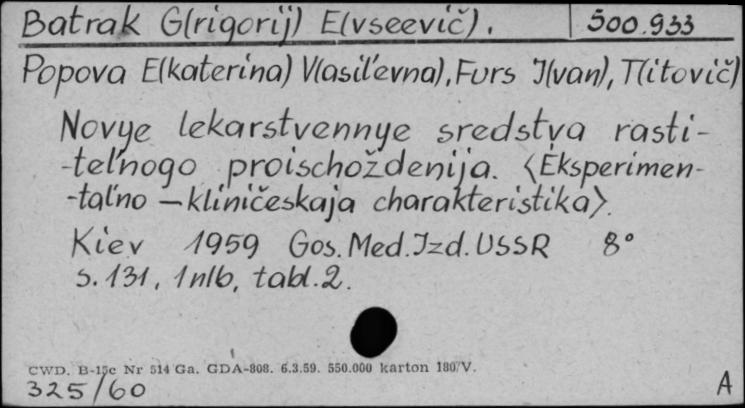 Batrak G(rigorij) E(vseevič). 500.933
Popova E(katerina) V(asil'evna), Furs I(van), T(itovič)
Novye lekarstvennye sredstva rasti-
-tel'nogo proischoždenija. <Eksperimen-
-tal'no – kliničeskaja charakteristika>.
Kiev 1959 Gos. Med. Izd. USSR 8°
s. 131, 1 nlb, tabl. 2.
CWD. B-15c Nr 514 Ga. GDA-808. 6.3.59. 550.000 karton 180/V.
325/60 A